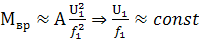 Mвр ≈ A U₁²/f₁² ⇒ U₁/f₁ ≈ const